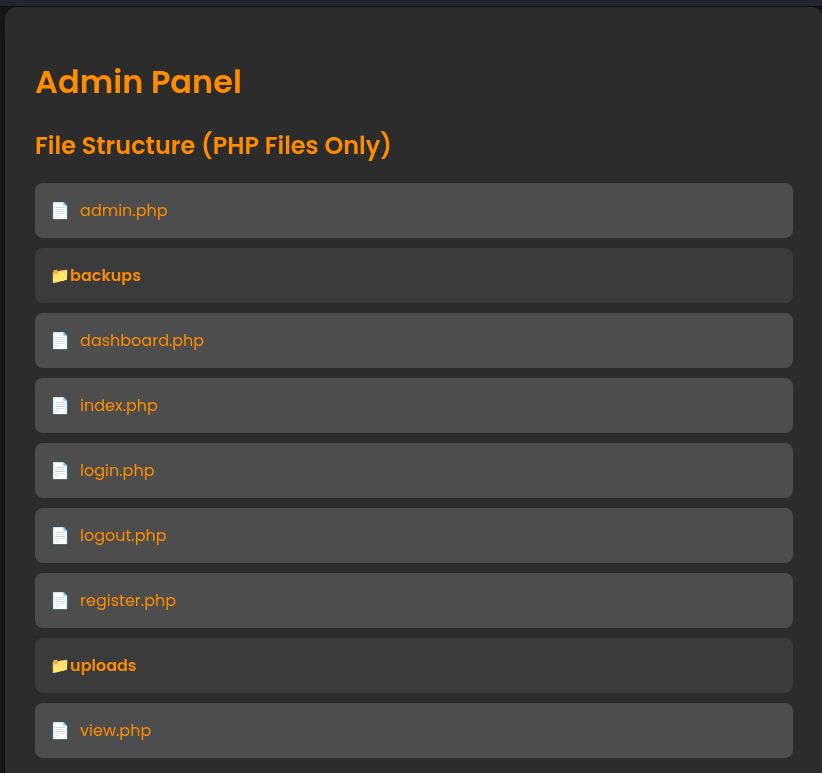 Admin Panel
File Structure (PHP Files Only)
admin.php
backups
dashboard.php
index.php
login.php
logout.php
register.php
uploads
view.php